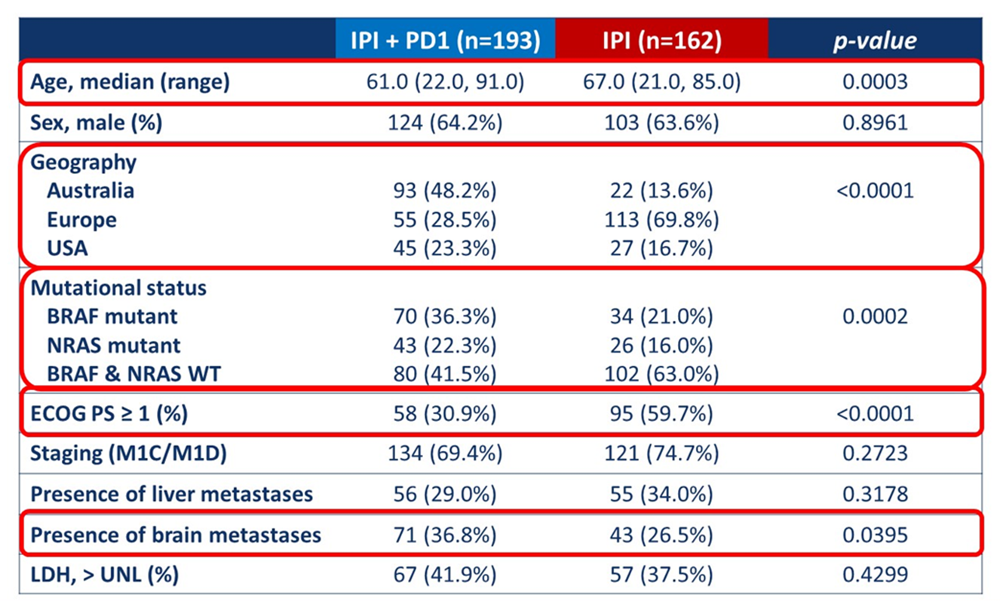 IPI + PD1 (n=193) IPI (n=162) p-value
Age, median (range) 61.0 (22.0, 91.0) 67.0 (21.0, 85.0) 0.0003
Sex, male (%) 124 (64.2%) 103 (63.6%) 0.8961
Geography
Australia 93 (48.2%) 22 (13.6%) <0.0001
Europe 55 (28.5%) 113 (69.8%)
USA 45 (23.3%) 27 (16.7%)
Mutational status
BRAF mutant 70 (36.3%) 34 (21.0%) 0.0002
NRAS mutant 43 (22.3%) 26 (16.0%)
BRAF & NRAS WT 80 (41.5%) 102 (63.0%)
ECOG PS ≥ 1 (%) 58 (30.9%) 95 (59.7%) <0.0001
Staging (M1C/M1D) 134 (69.4%) 121 (74.7%) 0.2723
Presence of liver metastases 56 (29.0%) 55 (34.0%) 0.3178
Presence of brain metastases 71 (36.8%) 43 (26.5%) 0.0395
LDH, > UNL (%) 67 (41.9%) 57 (37.5%) 0.4299